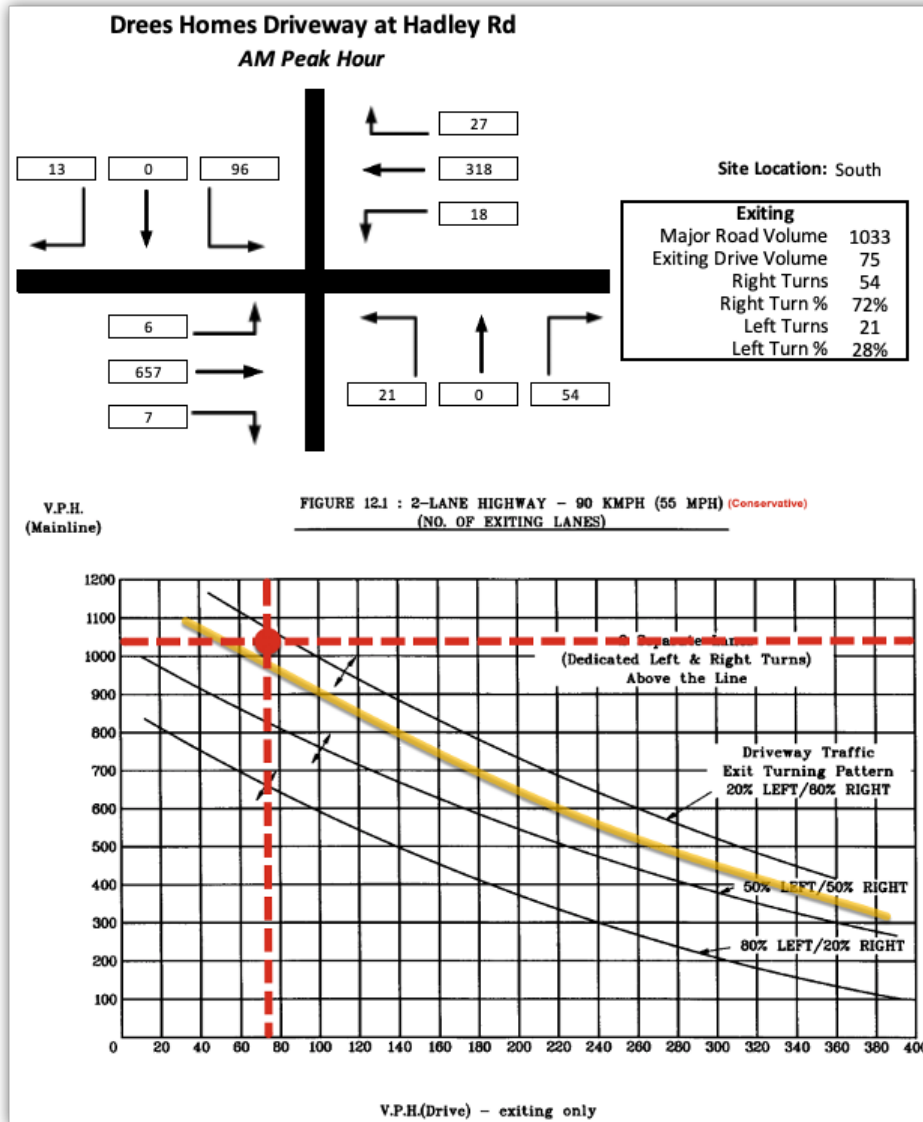 Drees Homes Driveway at Hadley Rd
AM Peak Hour
27
13 0 96
318
18
Site Location: South
Exiting
Major Road Volume 1033
Exiting Drive Volume 75
Right Turns 54
Right Turn % 72%
Left Turns 21
Left Turn % 28%
6
657
7
21 0 54
V.P.H.
(Mainline)
FIGURE 12.1 : 2-LANE HIGHWAY - 90 KMPH (55 MPH) (Conservative)
(NO. OF EXITING LANES)
1200
1100
1000
900
800
700
600
500
400
300
200
100
(Dedicated Left & Right Turns)
Above the Line
Driveway Traffic
Exit Turning Pattern
20% LEFT/80% RIGHT
50% LEFT/50% RIGHT
80% LEFT/20% RIGHT
0 20 40 60 80 100 120 140 160 180 200 220 240 260 280 300 320 340 360 380 400
V.P.H.(Drive) - exiting only